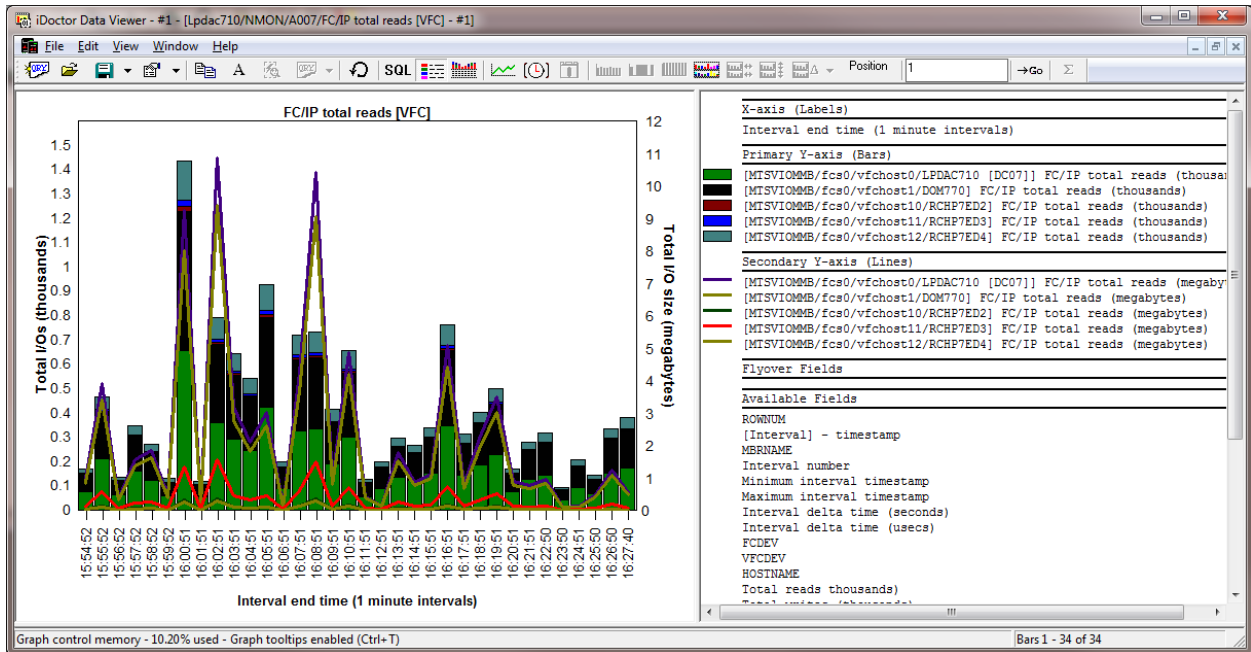 iDoctor Data Viewer - #1 - [Lpdac710/NMON/A007/FC/IP total reads [VFC] - #1]
File Edit View Window Help
QRY A QRY SQL Position 1 →Go Σ
FC/IP total reads [VFC]
1.5
1.4
1.3
1.2
1.1
1
0.9
0.8
0.7
0.6
0.5
0.4
0.3
0.2
0.1
0
Total I/Os (thousands)
12
11
10
9
8
7
6
5
4
3
2
1
0
Total I/O size (megabytes)
15:54:52
15:55:52
15:56:52
15:57:52
15:58:52
15:59:52
16:00:51
16:01:51
16:02:51
16:03:51
16:04:51
16:05:51
16:06:51
16:07:51
16:08:51
16:09:51
16:10:51
16:11:51
16:12:51
16:13:51
16:14:51
16:15:51
16:16:51
16:17:51
16:18:51
16:19:51
16:20:51
16:21:51
16:22:50
16:23:50
16:24:51
16:25:50
16:26:50
16:27:40
Interval end time (1 minute intervals)
X-axis (Labels)
Interval end time (1 minute intervals)
Primary Y-axis (Bars)
[MTSVIOMMB/fcs0/vfchost0/LPDAC710 [DC07]] FC/IP total reads (thousan
[MTSVIOMMB/fcs0/vfchost1/DOM770] FC/IP total reads (thousands)
[MTSVIOMMB/fcs0/vfchost10/RCHP7ED2] FC/IP total reads (thousands)
[MTSVIOMMB/fcs0/vfchost11/RCHP7ED3] FC/IP total reads (thousands)
[MTSVIOMMB/fcs0/vfchost12/RCHP7ED4] FC/IP total reads (thousands)
Secondary Y-axis (Lines)
[MTSVIOMMB/fcs0/vfchost0/LPDAC710 [DC07]] FC/IP total reads (megabyt
[MTSVIOMMB/fcs0/vfchost1/DOM770] FC/IP total reads (megabytes)
[MTSVIOMMB/fcs0/vfchost10/RCHP7ED2] FC/IP total reads (megabytes)
[MTSVIOMMB/fcs0/vfchost11/RCHP7ED3] FC/IP total reads (megabytes)
[MTSVIOMMB/fcs0/vfchost12/RCHP7ED4] FC/IP total reads (megabytes)
Flyover Fields
Available Fields
ROWNUM
[Interval] - timestamp
MBRNAME
Interval number
Minimum interval timestamp
Maximum interval timestamp
Interval delta time (seconds)
Interval delta time (usecs)
FCDEV
VFCDEV
HOSTNAME
Total reads thousands)
Total writes (thousands)
Graph control memory - 10.20% used - Graph tooltips enabled (Ctrl+T)
Bars 1 - 34 of 34